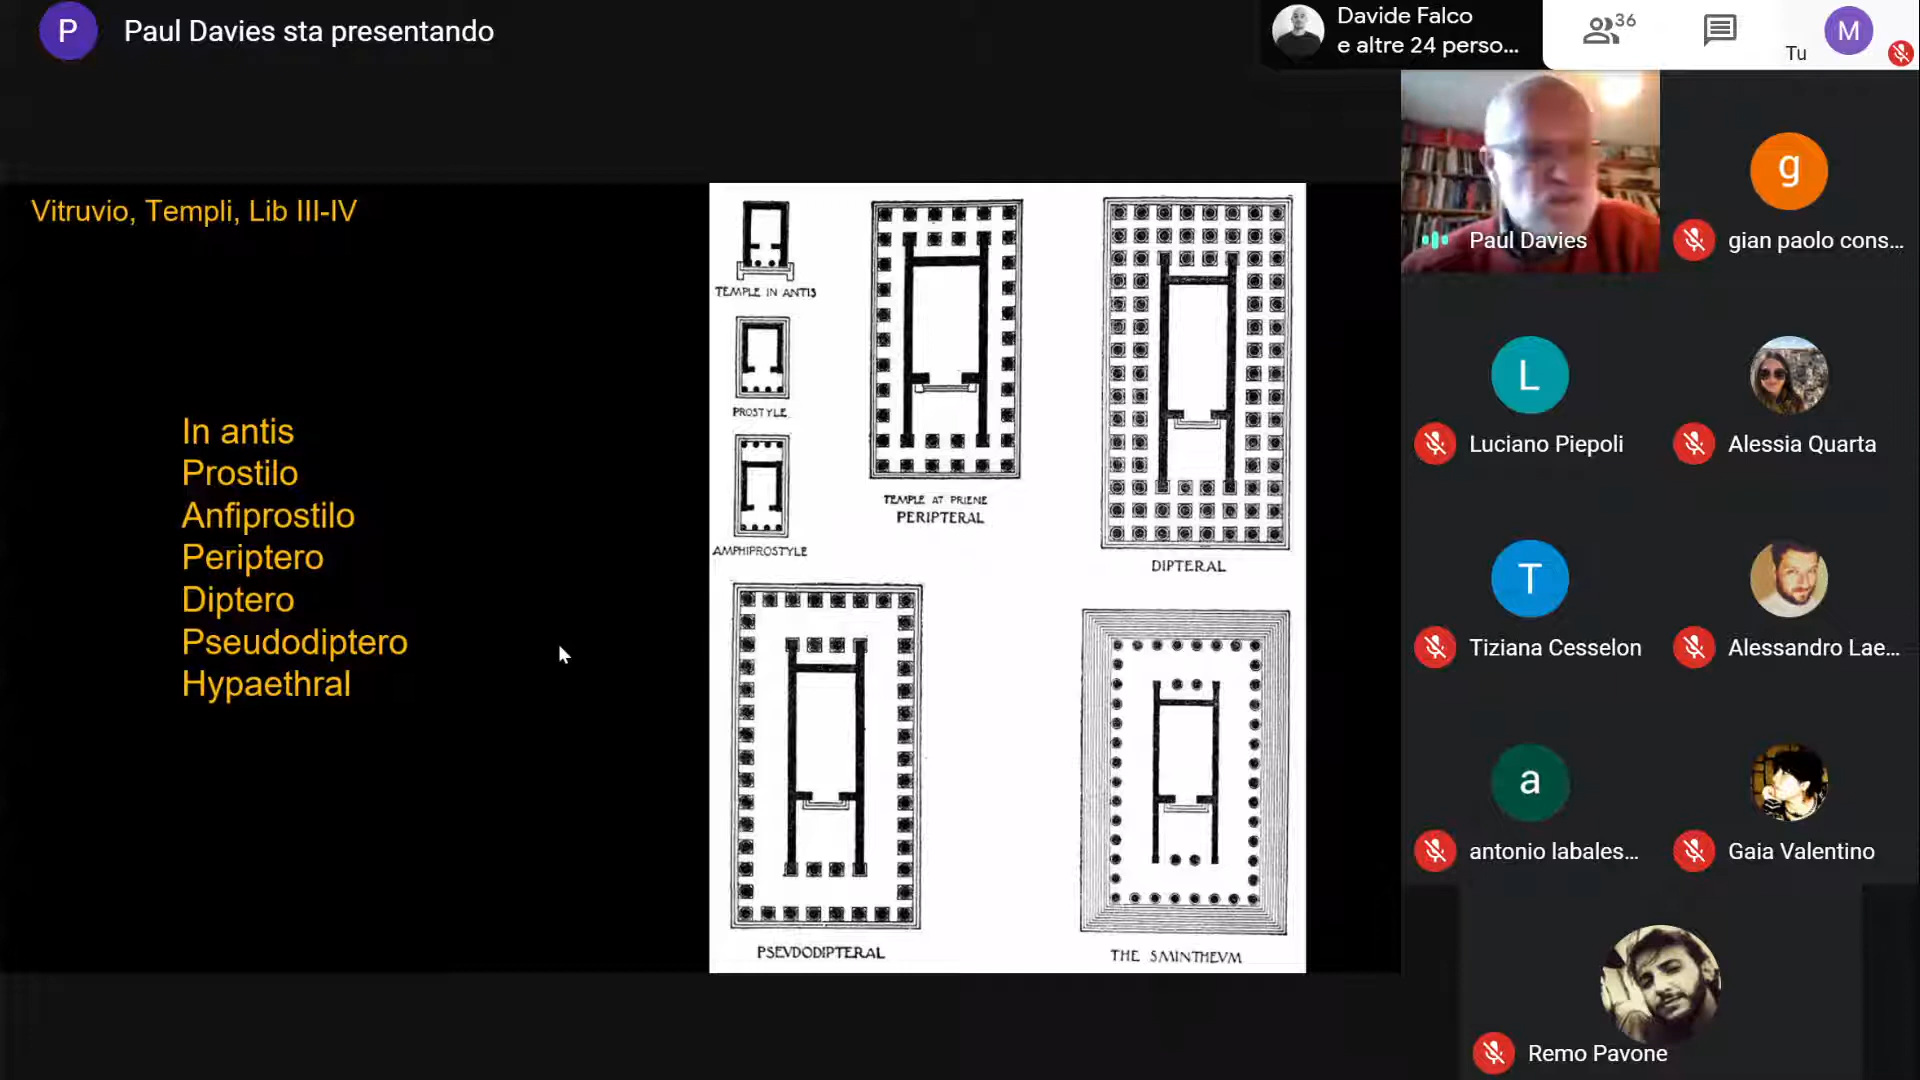 P
Paul Davies sta presentando
Davide Falco
e altre 24 perso...
36
Tu
M
Vitruvio, Templi, Lib III-IV
In antis
Prostilo
Anfiprostilo
Periptero
Diptero
Pseudodiptero
Hypaethral
TEMPLE IN ANTIS
PROSTYLE.
AMPHIPROSTYLE
TEMPLE AT PRIENE
PERIPTERAL
DIPTERAL
PSEVDODIPTERAL
THE SMINTHEVM
Paul Davies
g
gian paolo cons...
L
Luciano Piepoli
Alessia Quarta
T
Tiziana Cesselon
Alessandro Lae...
a
antonio labales...
Gaia Valentino
Remo Pavone